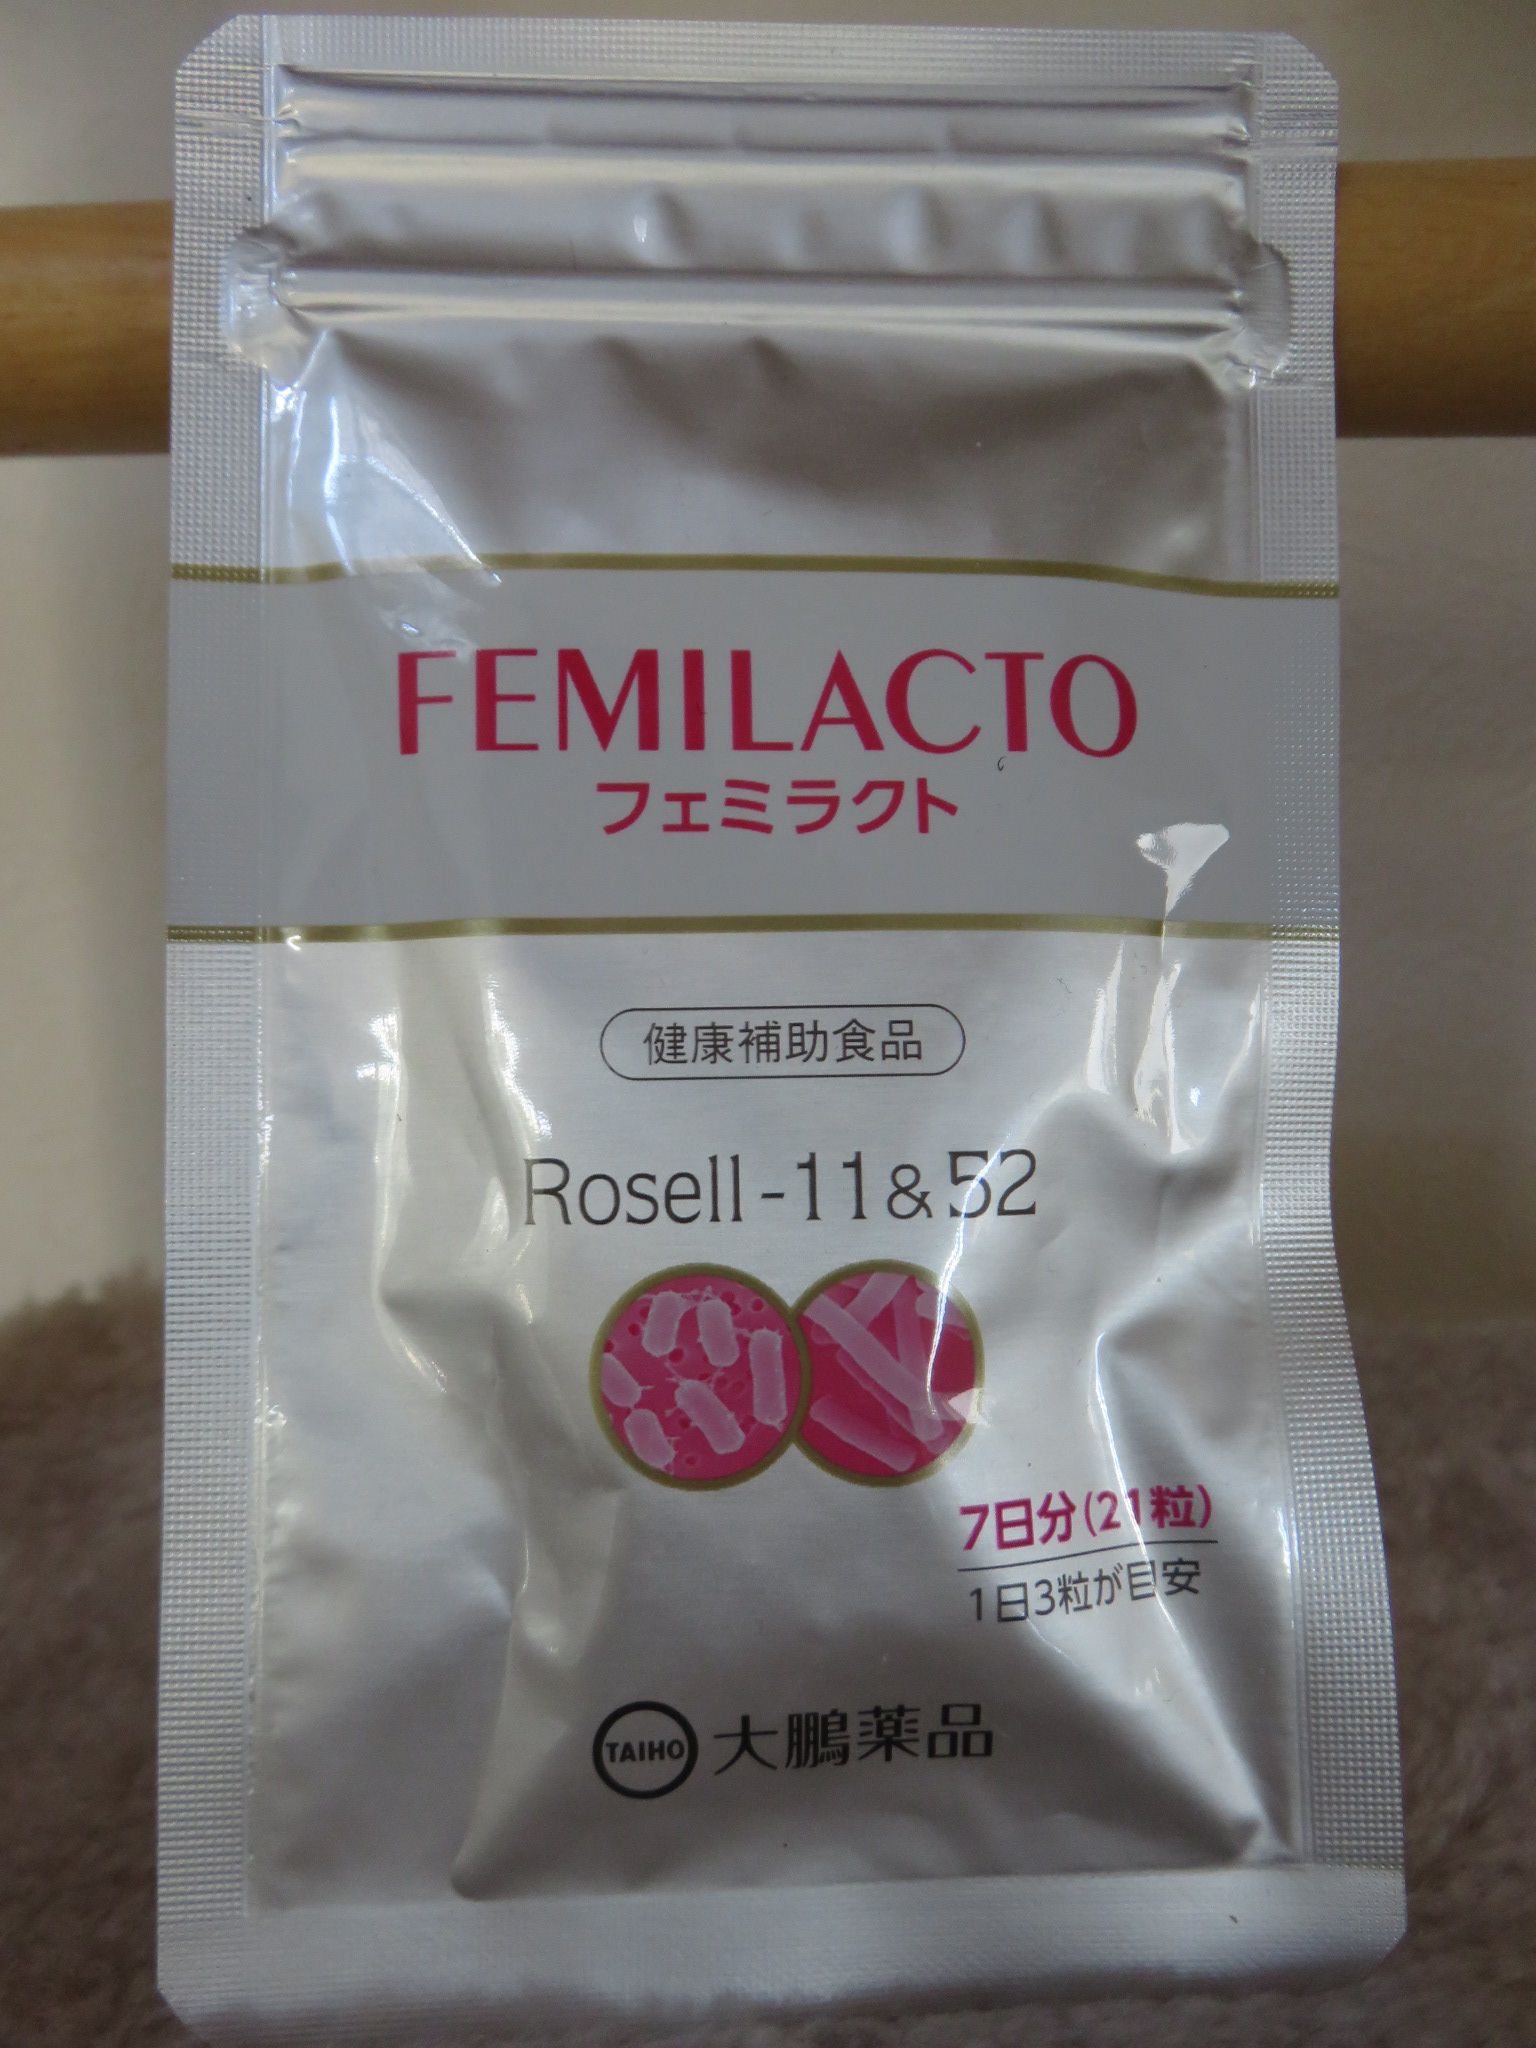 FEMILACTO
フェミラクト
健康補助食品
Rosell-11&52
7日分(21粒)
1日3粒が目安
TAIHO 大鵬薬品